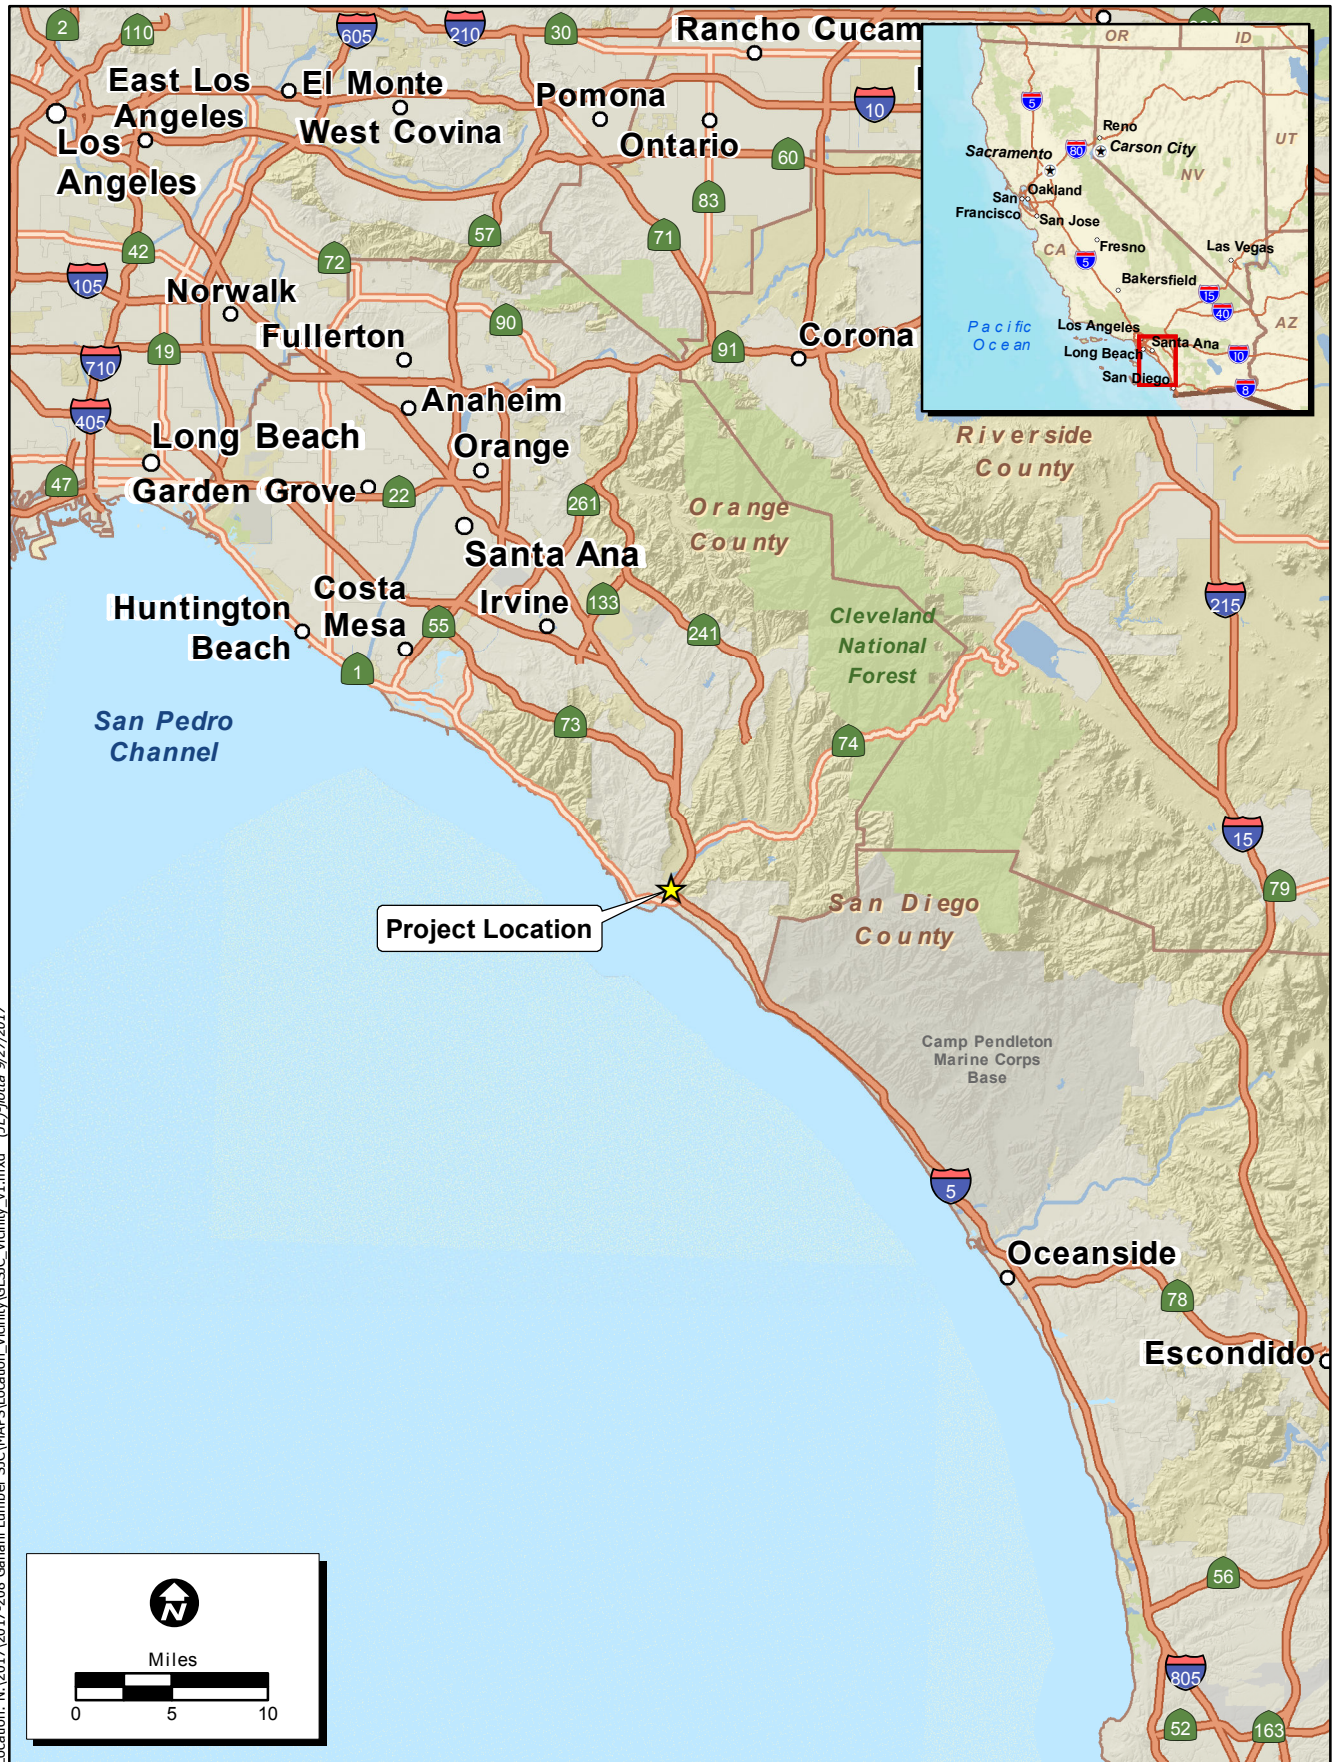 2
110
605
210
30
Rancho Cucam
East Los
Angeles
El Monte
West Covina
Pomona
Ontario
10
60
Los
Angeles
83
42
57
71
72
105
Norwalk
Fullerton
90
19
710
91
Corona
405
Anaheim
Long Beach
Orange
47
Garden Grove
22
261
Orange
County
Riverside
County
Santa Ana
Costa
Mesa
Irvine
133
Huntington
Beach
55
241
215
Cleveland
National
Forest
1
San Pedro
Channel
73
74
15
79
Project Location
San Diego
County
Camp Pendleton
Marine Corps
Base
5
Oceanside
78
Escondido
56
805
52
163
OR
ID
5
Reno
Carson City
80
UT
Sacramento
NV
Oakland
San
Francisco
San Jose
CA
Fresno
5
Las Vegas
Bakersfield
15
40
Pacific
Ocean
Los Angeles
AZ
Santa Ana
Long Beach
10
San Diego
8
N
Miles
0 5 10